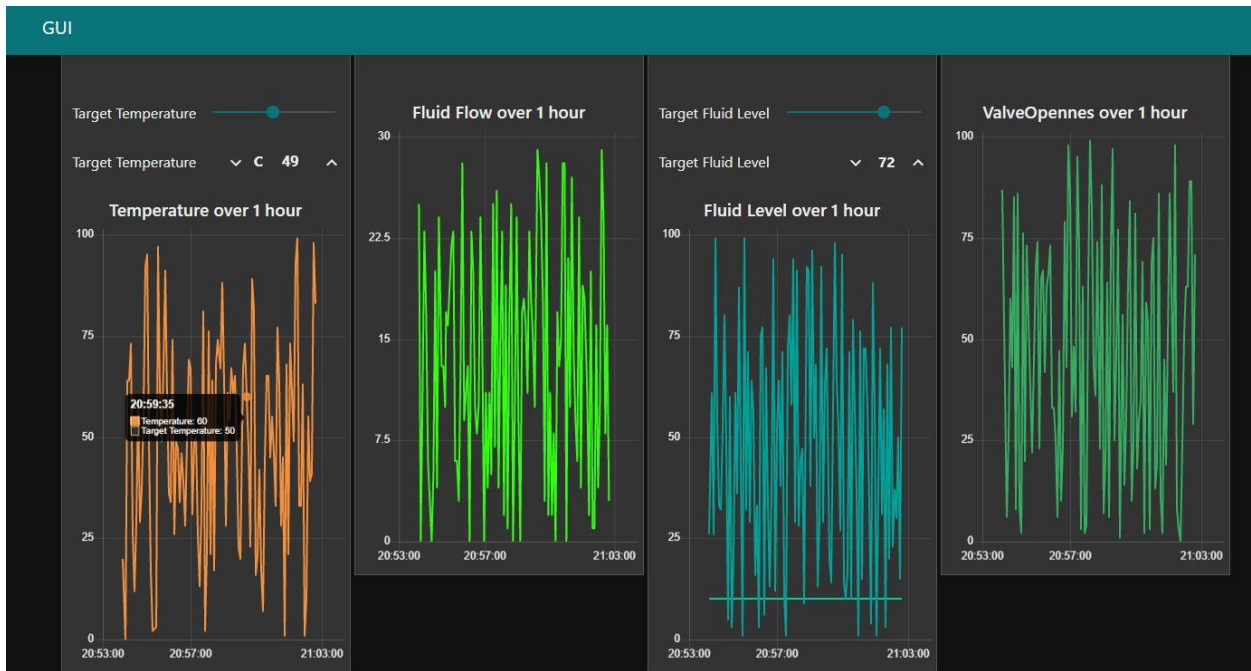 GUI
Target Temperature
Target Temperature C 49
Temperature over 1 hour
100
75
50
25
0
20:53:00 20:57:00 21:03:00
20:59:35
Temperature: 60
Target Temperature: 50
Fluid Flow over 1 hour
30
22.5
15
7.5
0
20:53:00 20:57:00 21:03:00
Target Fluid Level
Target Fluid Level 72
Fluid Level over 1 hour
100
75
50
25
0
20:53:00 20:57:00 21:03:00
ValveOpennes over 1 hour
100
75
50
25
0
20:53:00 20:57:00 21:03:00